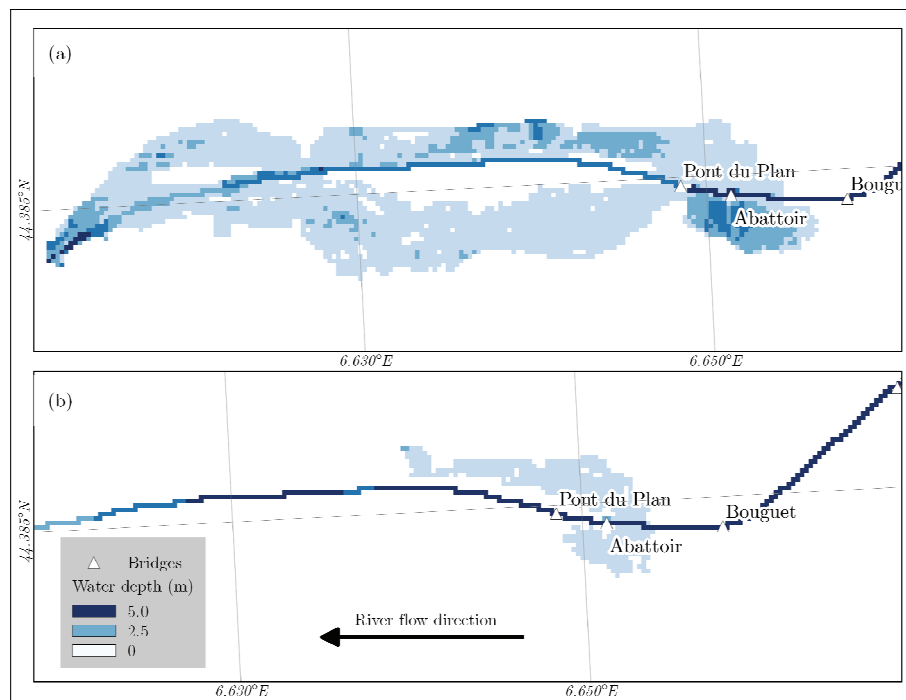 (a)
Pont du Plan
Bougu
Abattoir
44.385°N
6.630°E
6.650°E
(b)
Pont du Plan
Bouguet
Abattoir
44.385°N
Bridges
Water depth (m)
5.0
2.5
0
River flow direction
6.630°E
6.650°E